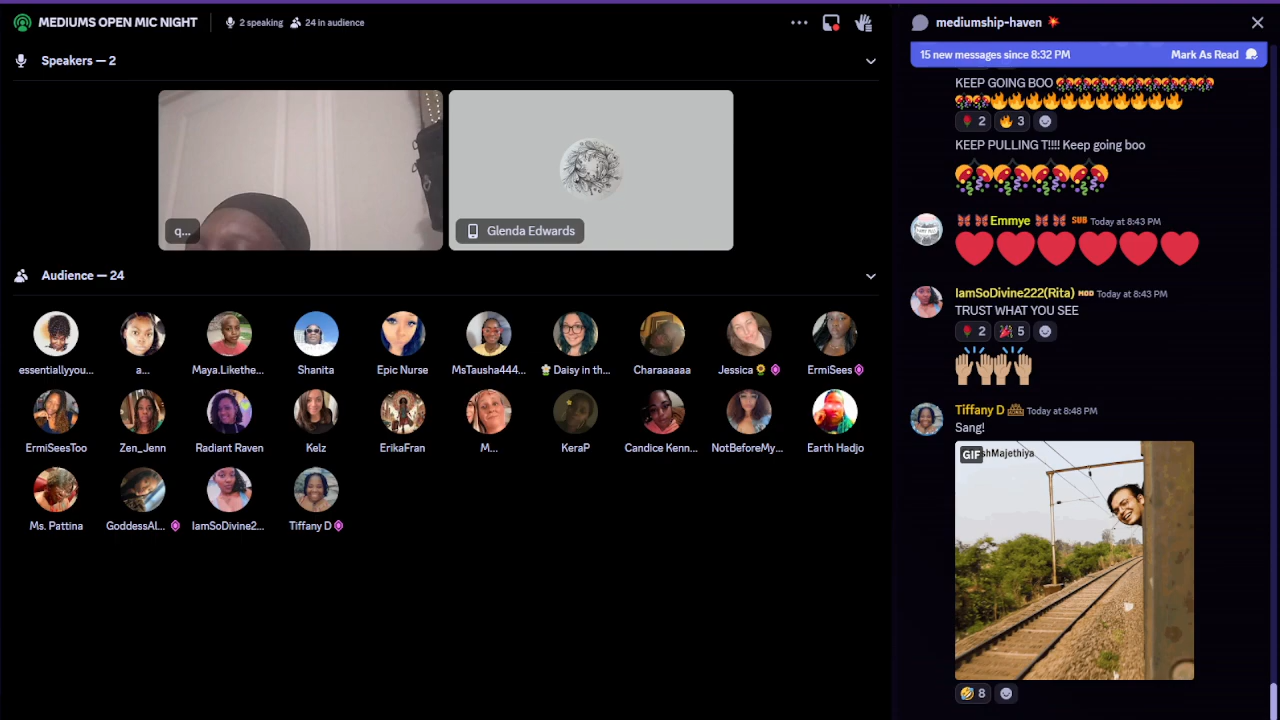 MEDIUMS OPEN MIC NIGHT
2 speaking
24 in audience
Speakers — 2
q...
Glenda Edwards
Audience — 24
essentiallyyou...
a...
Maya.Likethe...
Shanita
Epic Nurse
MsTausha444...
Daisy in th...
Charaaaaaa
Jessica
ErmiSees
ErmiSeesToo
Zen_Jenn
Radiant Raven
Kelz
ErikaFran
M...
KeraP
Candice Kenn...
NotBeforeMy...
Earth Hadjo
Ms. Pattina
GoddessAl...
IamSoDivine2...
Tiffany D
mediumship-haven
15 new messages since 8:32 PM
Mark As Read
KEEP GOING BOO
2
3
KEEP PULLING T!!!! Keep going boo
Emmye SUB Today at 8:43 PM
IamSoDivine222(Rita) MOD Today at 8:43 PM
TRUST WHAT YOU SEE
2
5
Tiffany D Today at 8:48 PM
Sang!
GIF shMajethiya
8